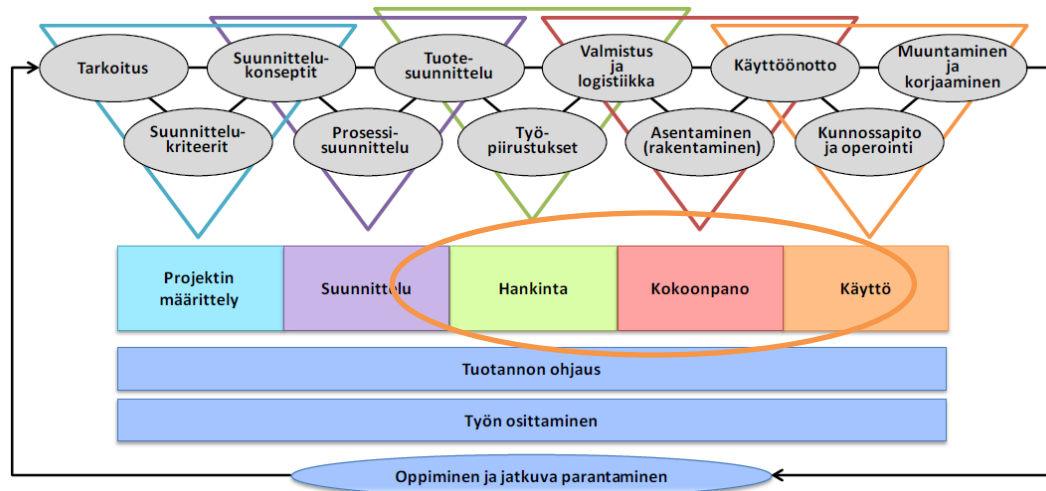 Tarkoitus
Suunnittelu-
konseptit
Tuote-
suunnittelu
Valmistus
ja
logistiikka
Käyttöönotto
Muuntaminen
ja
korjaaminen
Suunnittelu-
kriteerit
Prosessi-
suunnittelu
Työ-
piirustukset
Asentaminen
(rakentaminen)
Kunnossapito
ja operointi
Projektin
määrittely
Suunnittelu
Hankinta
Kokoonpano
Käyttö
Tuotannon ohjaus
Työn osittaminen
Oppiminen ja jatkuva parantaminen